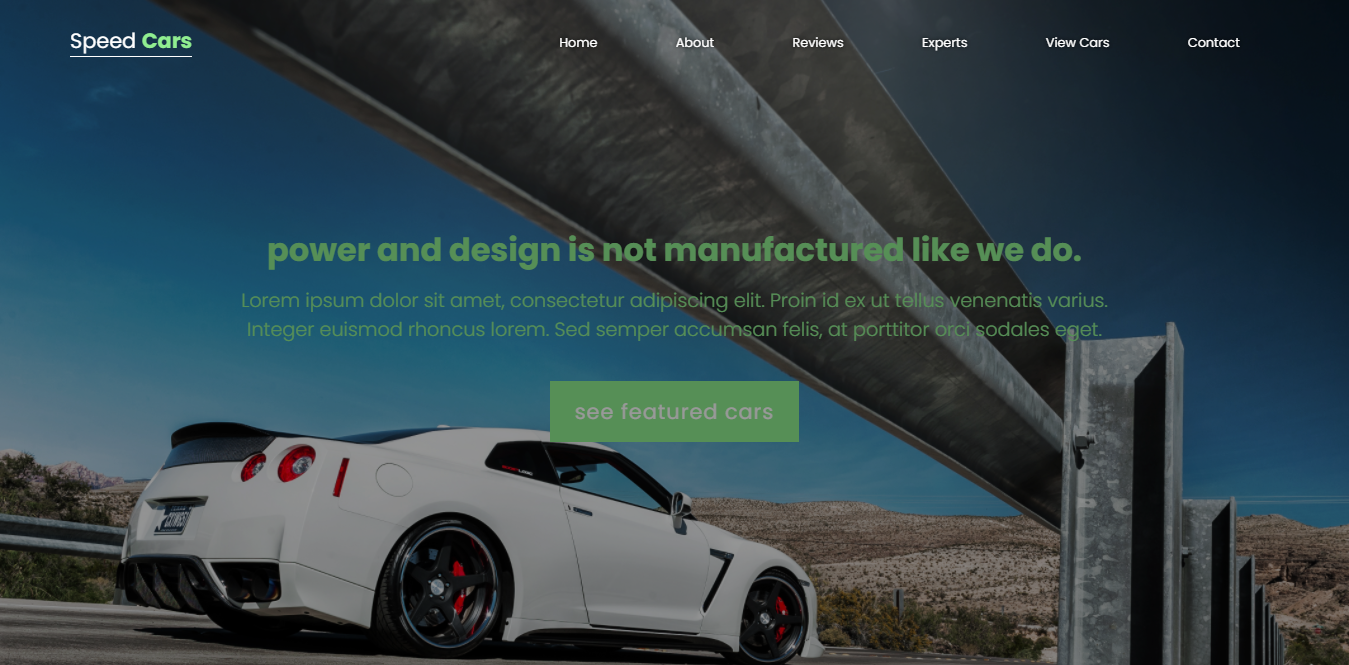 Speed Cars
Home About Reviews Experts View Cars Contact
power and design is not manufactured like we do.
Lorem ipsum dolor sit amet, consectetur adipiscing elit. Proin id ex ut tellus venenatis varius.
Integer euismod rhoncus lorem. Sed semper accumsan felis, at porttitor orci sodales eget.
see featured cars